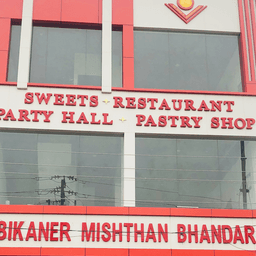 SWEETS RESTAURANT
PARTY HALL PASTRY SHOP
BIKANER MISHTHAN BHANDAR